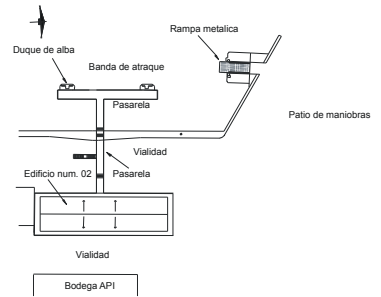 Rampa metalica
Duque de alba
Banda de atraque
Pasarela
Patio de maniobras
Vialidad
Edificio num. 02
Pasarela
Vialidad
Bodega API